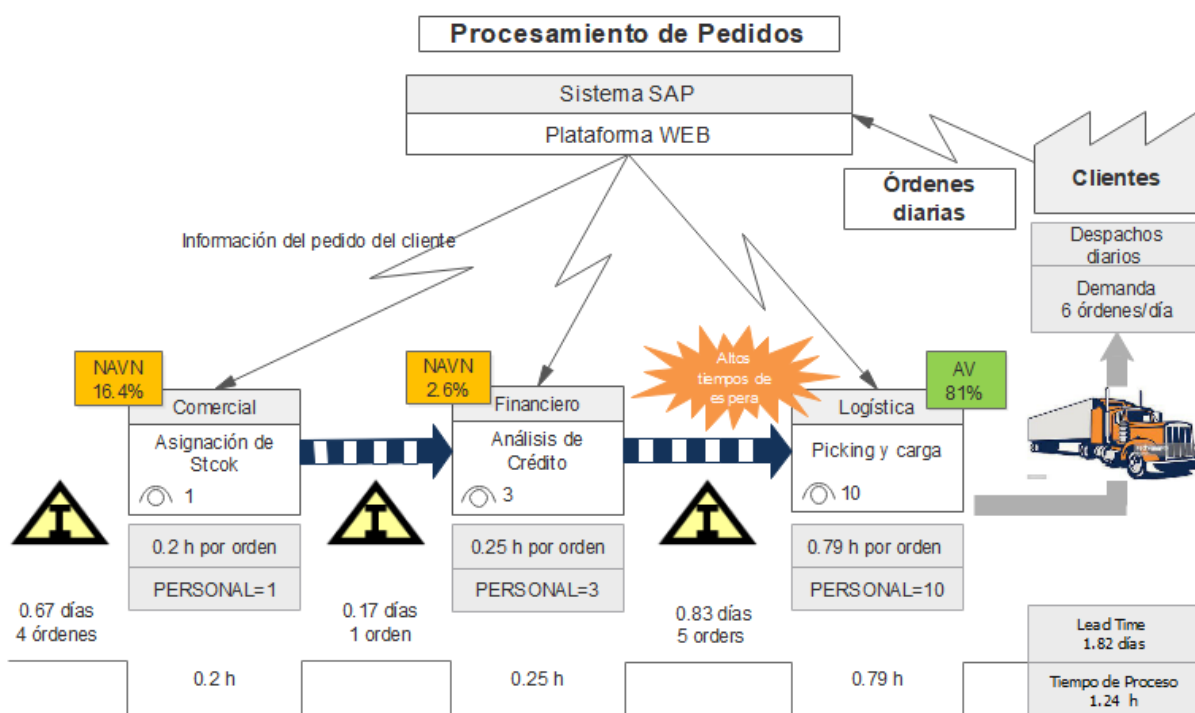 Procesamiento de Pedidos
Sistema SAP
Plataforma WEB
Órdenes
diarias
Clientes
Despachos
diarios
Demanda
6 órdenes/día
Información del pedido del cliente
NAVN
16.4%
Comercial
Asignación de
Stcok
1
0.2 h por orden
PERSONAL=1
NAVN
2.6%
Financiero
Análisis de
Crédito
3
0.25 h por orden
PERSONAL=3
Altos
tiempos de
es pera
AV
81%
Logística
Picking y carga
10
0.79 h por orden
PERSONAL=10
I
0.67 días
4 órdenes
I
0.17 días
1 orden
I
0.83 días
5 orders
0.2 h
0.25 h
0.79 h
Lead Time
1.82 días
Tiempo de Proceso
1.24 h